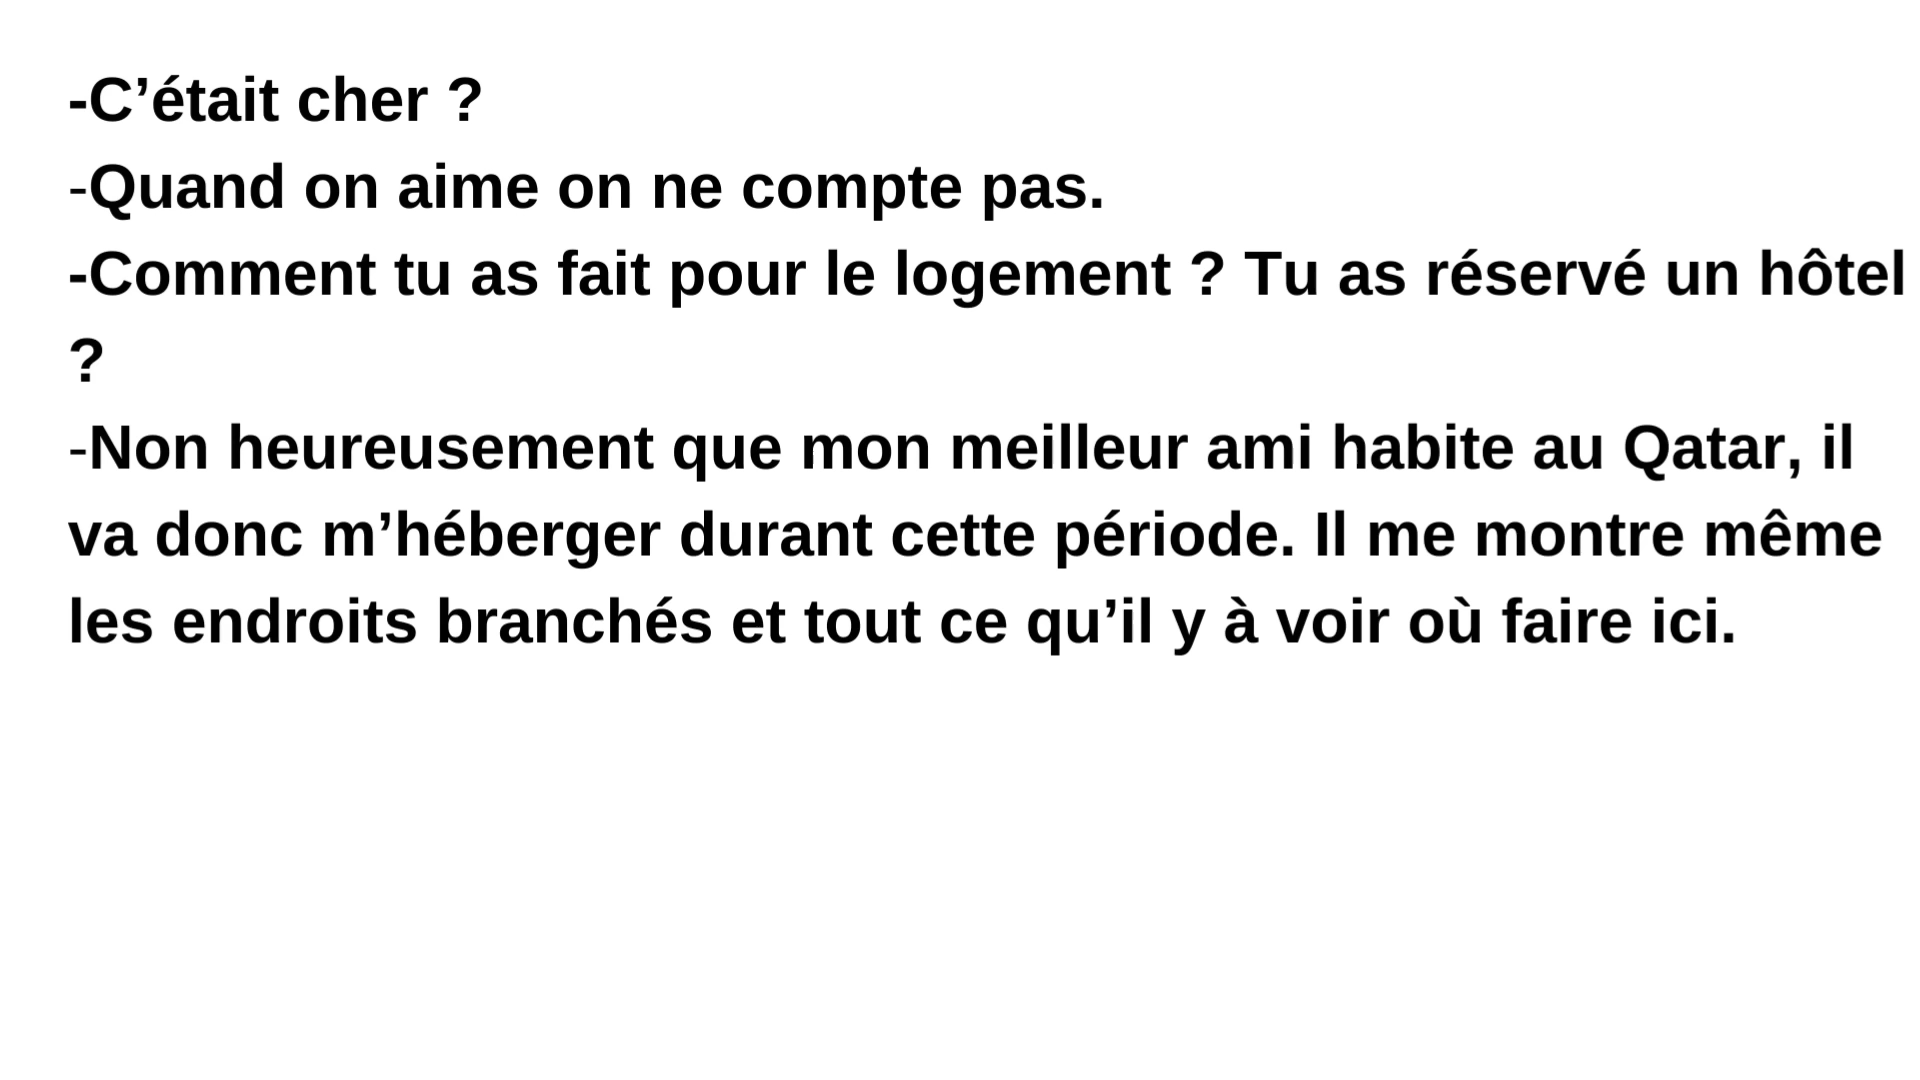 -C’était cher ?
-Quand on aime on ne compte pas.
-Comment tu as fait pour le logement ? Tu as réservé un hôtel
?
-Non heureusement que mon meilleur ami habite au Qatar, il
va donc m’héberger durant cette période. Il me montre même
les endroits branchés et tout ce qu’il y à voir où faire ici.